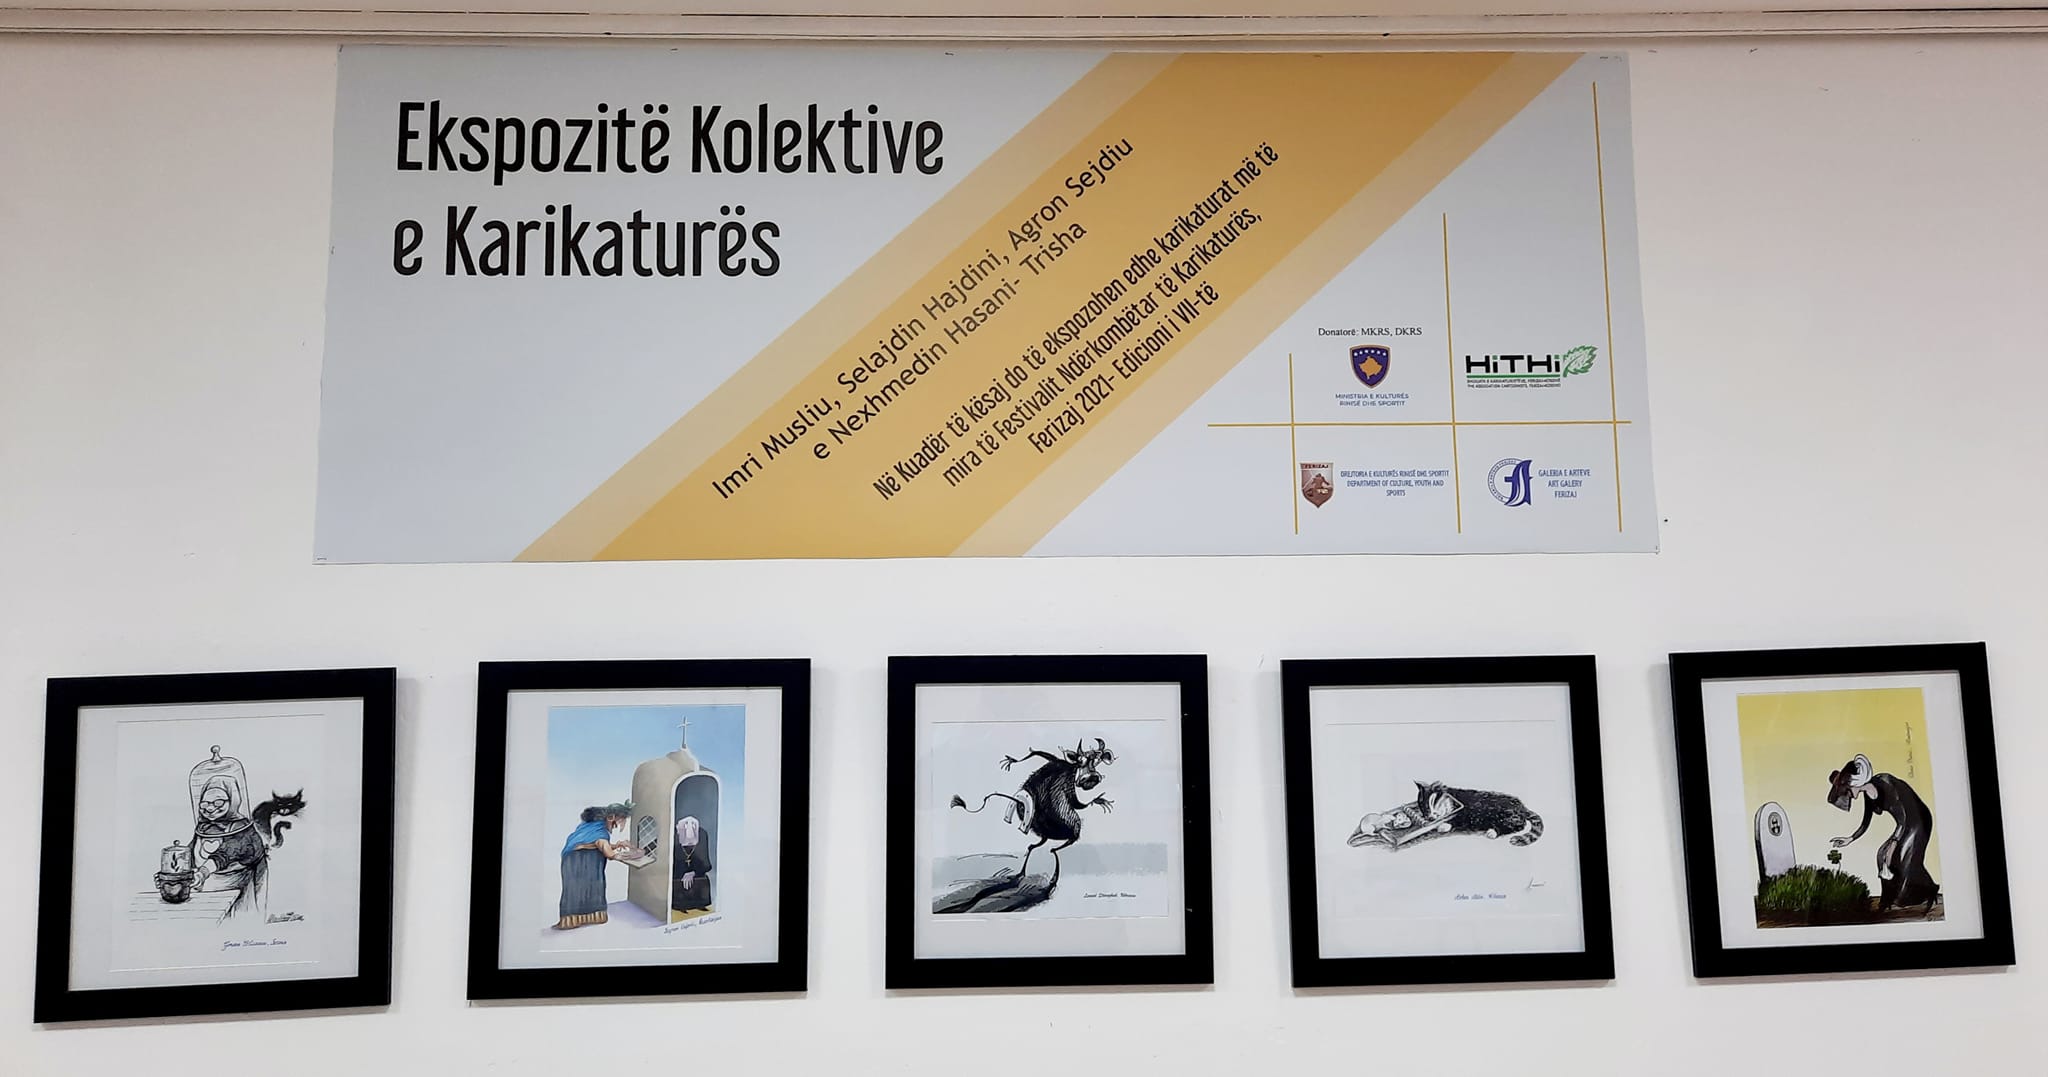 Ekspozitë Kolektive
e Karikaturës
Imri Musliu, Selajdin Hajdini, Agron Sejdiu
e Nexhmedin Hasani- Trisha
Në Kuadër të kësaj do të ekspozohen edhe karikaturat më të
mira të Festivalit Ndërkombëtar të Karikaturës,
Ferizaj 2021- Edicioni i VII-të
Donatorë: MKRS, DKRS
MINISTRIA E KULTURËS
RINISË DHE SPORTIT
HiTHi
FERIZAJ
DREJTORIA E KULTURËS RINISË DHE SPORTIT
DEPARTMENT OF CULTURE, YOUTH AND
SPORTS
GALERIA E ARTEVE
ART GALERY
FERIZAJ